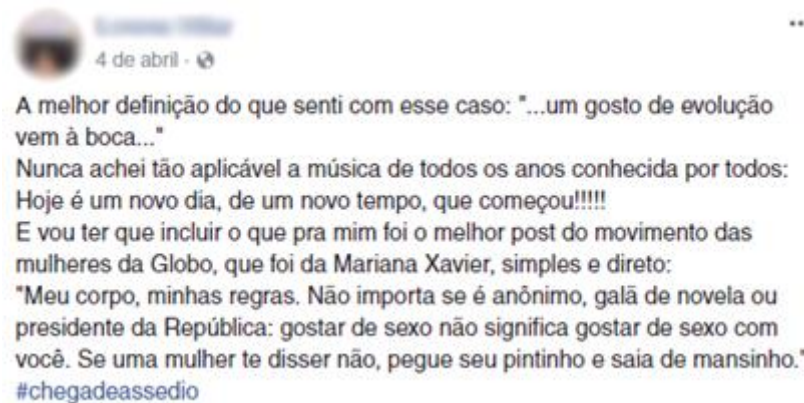 4 de abril ·
A melhor definição do que senti com esse caso: "...um gosto de evolução
vem à boca..."
Nunca achei tão aplicável a música de todos os anos conhecida por todos:
Hoje é um novo dia, de um novo tempo, que começou!!!!!
E vou ter que incluir o que pra mim foi o melhor post do movimento das
mulheres da Globo, que foi da Mariana Xavier, simples e direto:
"Meu corpo, minhas regras. Não importa se é anônimo, galã de novela ou
presidente da República: gostar de sexo não significa gostar de sexo com
você. Se uma mulher te disser não, pegue seu pintinho e saia de mansinho."
#chegadeassedio